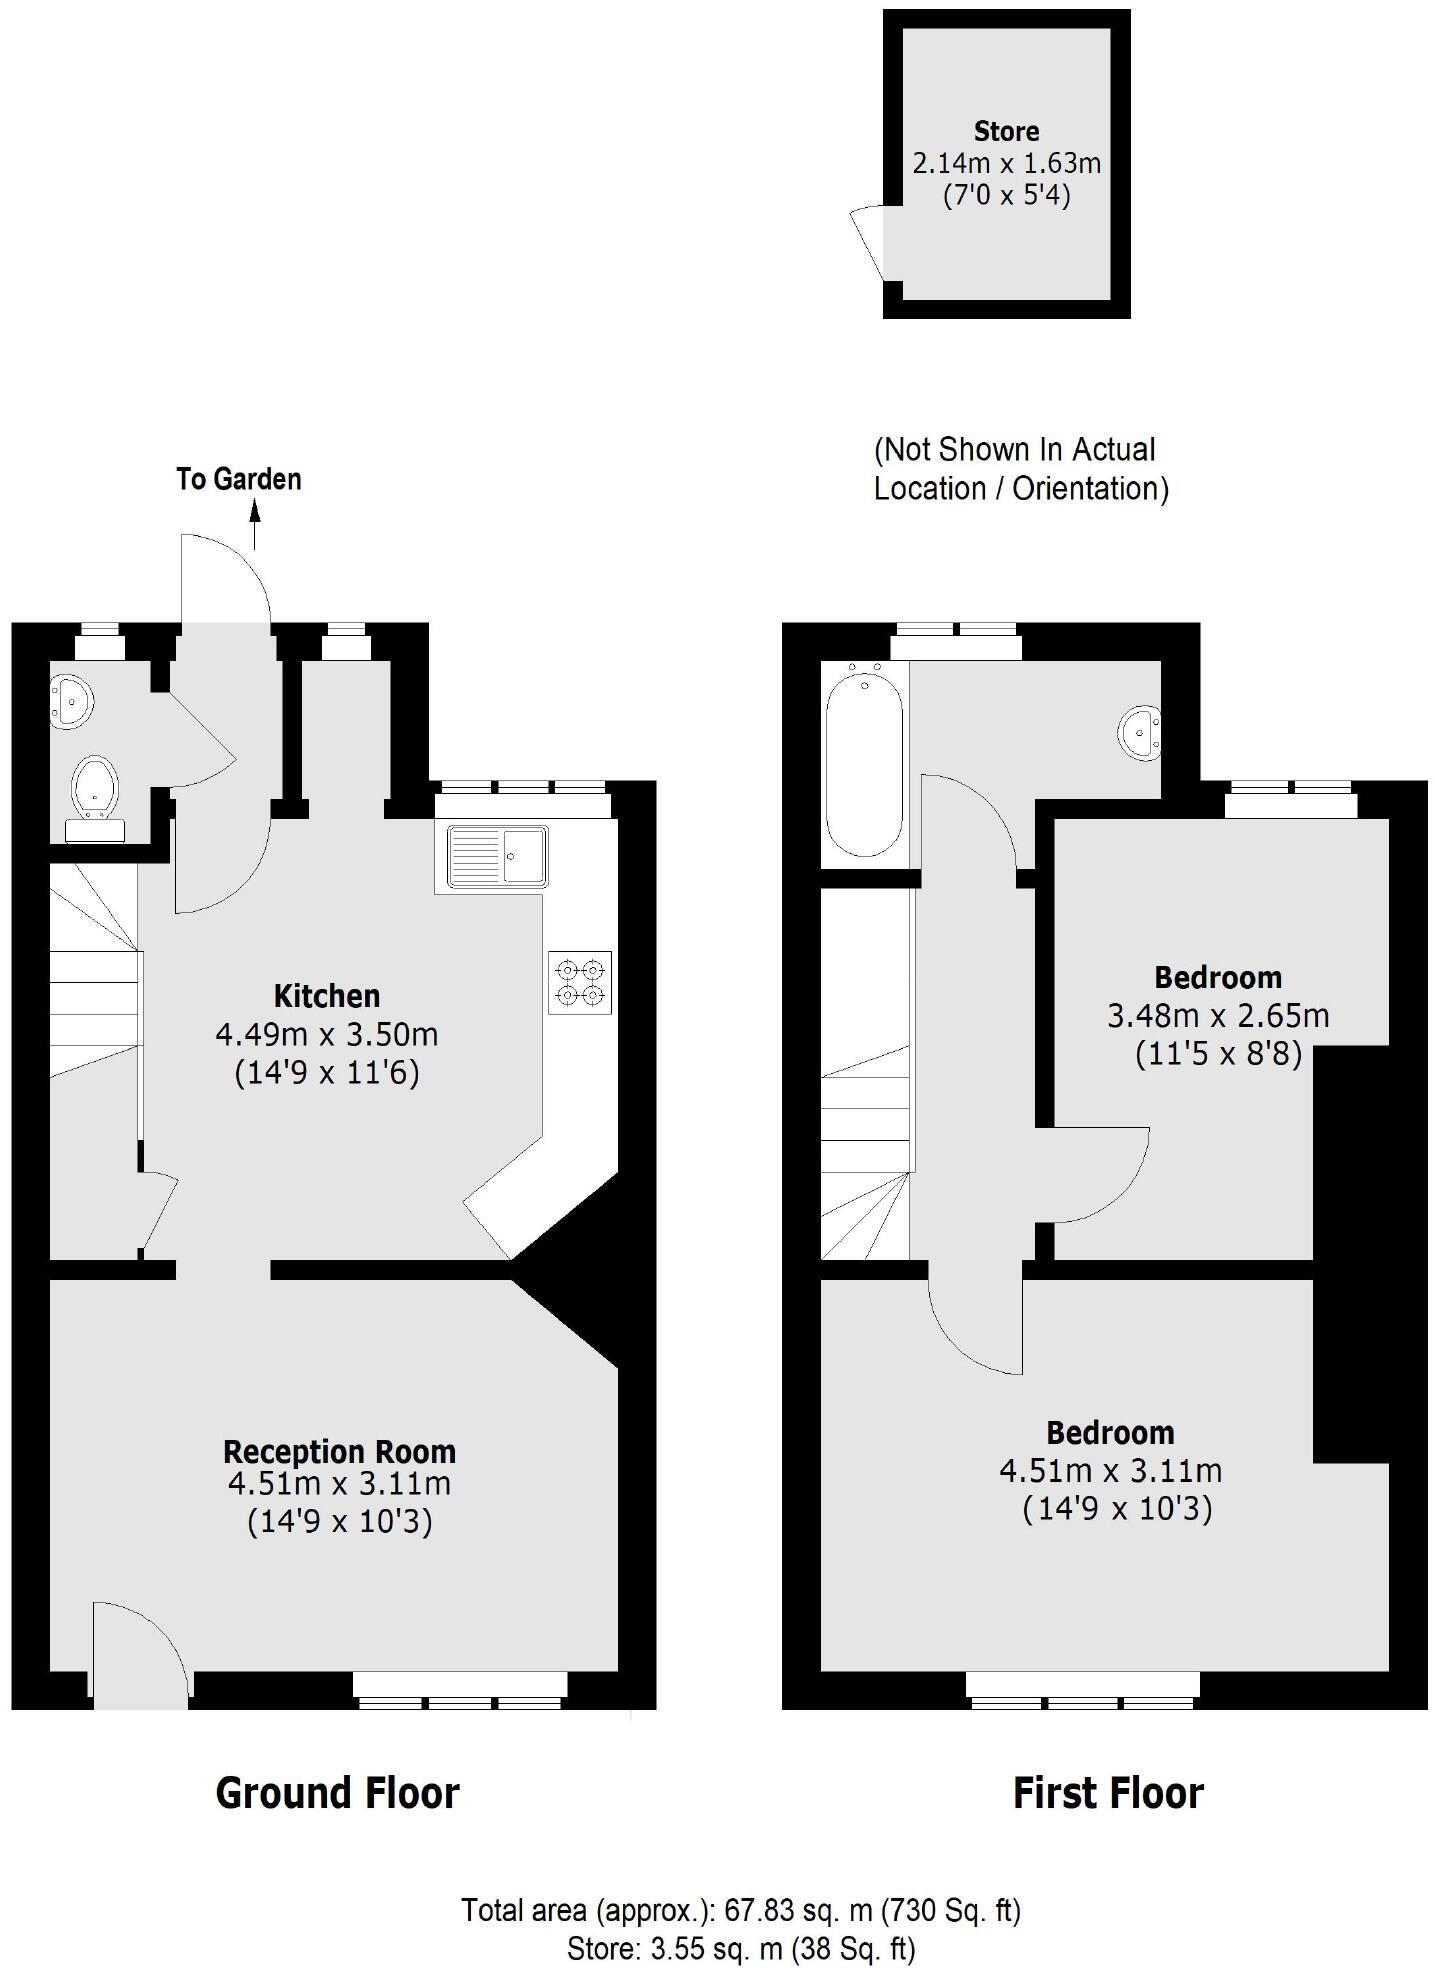 Store
2.14m x 1.63m
(7'0 x 5'4)
(Not Shown In Actual
Location / Orientation)
To Garden
Kitchen
4.49m x 3.50m
(14'9 x 11'6)
Reception Room
4.51m x 3.11m
(14'9 x 10'3)
Bedroom
3.48m x 2.65m
(11'5 x 8'8)
Bedroom
4.51m x 3.11m
(14'9 x 10'3)
Ground Floor
First Floor
Total area (approx.): 67.83 sq. m (730 Sq. ft)
Store: 3.55 sq. m (38 Sq. ft)